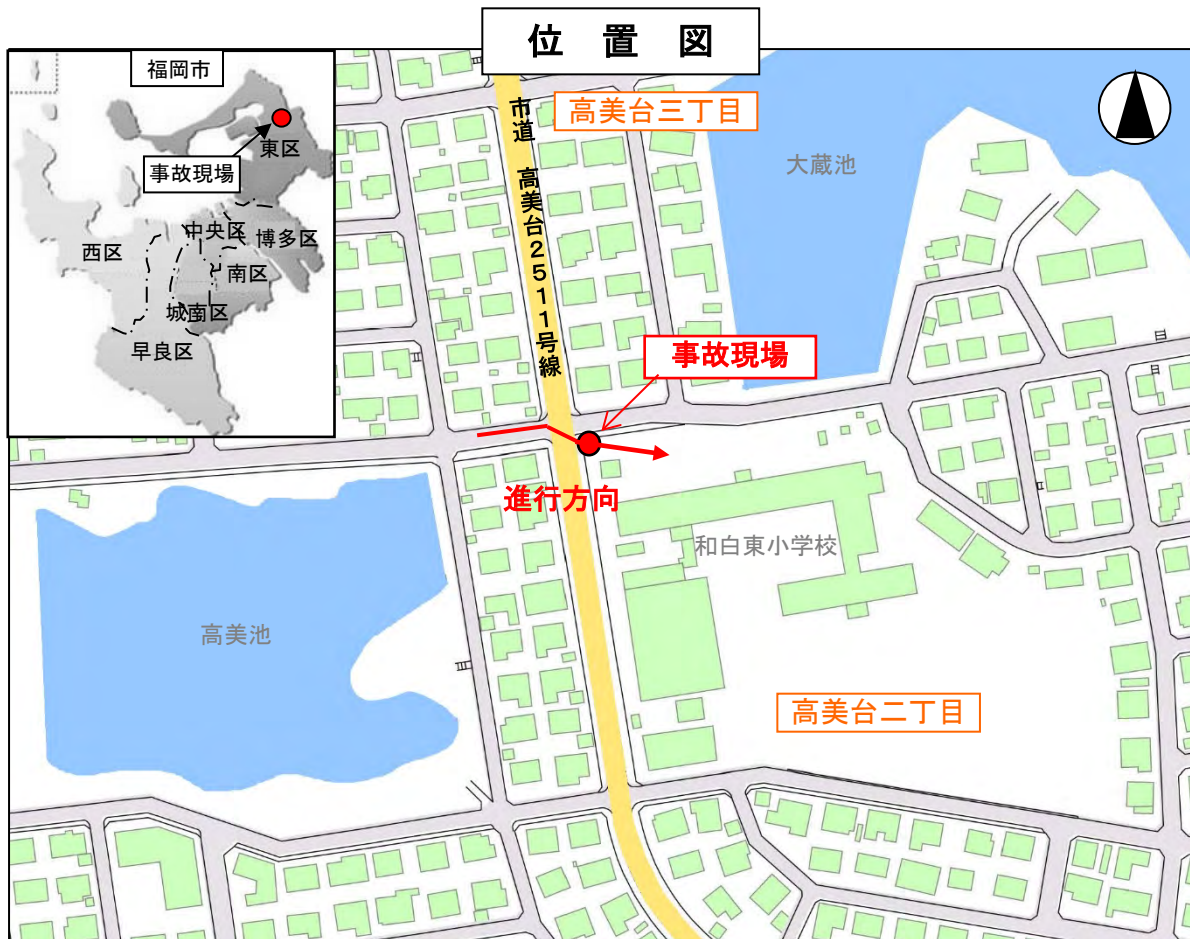 位 置 図
福岡市
東区
事故現場
中央区
博多区
西区
南区
城南区
早良区
市道 高美台2511号線
高美台三丁目
大蔵池
事故現場
進行方向
和白東小学校
高美池
高美台二丁目